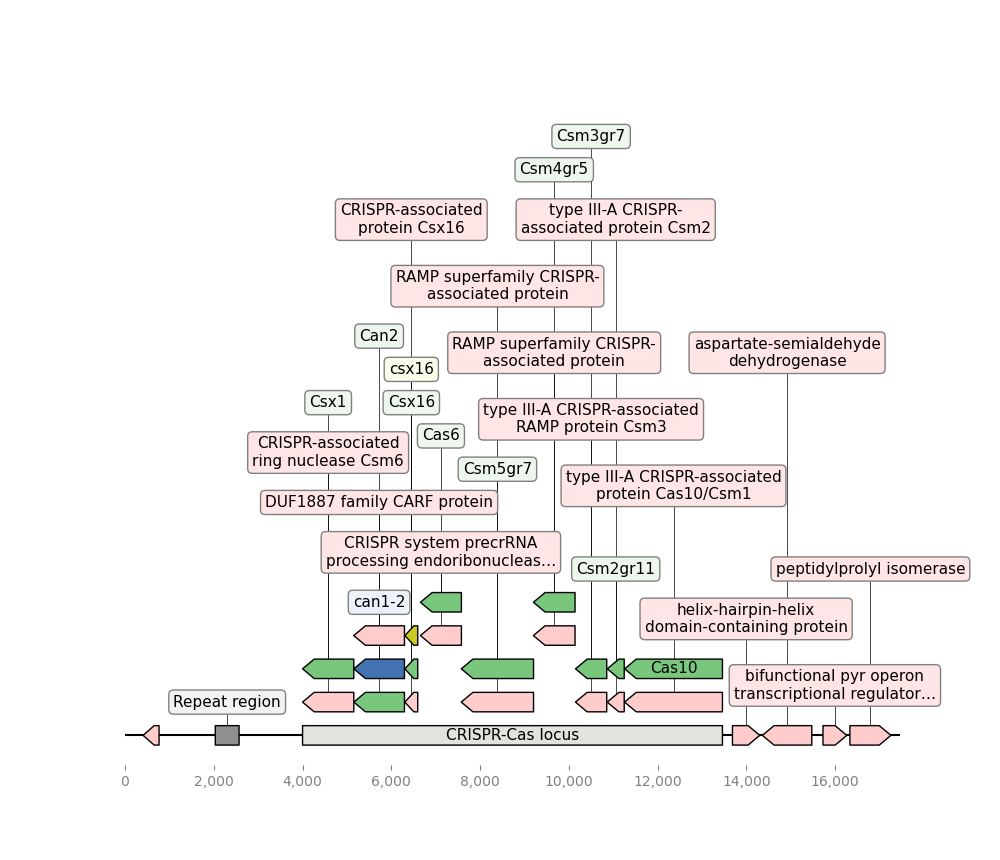 Csm3gr7
Csm4gr5
CRISPR-associated
protein Csx16
type III-A CRISPR-
associated protein Csm2
RAMP superfamily CRISPR-
associated protein
Can2
RAMP superfamily CRISPR-
associated protein
aspartate-semialdehyde
dehydrogenase
csx16
Csx1
Csx16
type III-A CRISPR-associated
RAMP protein Csm3
Cas6
CRISPR-associated
ring nuclease Csm6
Csm5gr7
type III-A CRISPR-associated
protein Cas10/Csm1
DUF1887 family CARF protein
CRISPR system precrRNA
processing endoribonucleas…
Csm2gr11
peptidylprolyl isomerase
can1-2
helix-hairpin-helix
domain-containing protein
Cas10
bifunctional pyr operon
transcriptional regulator…
Repeat region
CRISPR-Cas locus
0 2,000 4,000 6,000 8,000 10,000 12,000 14,000 16,000